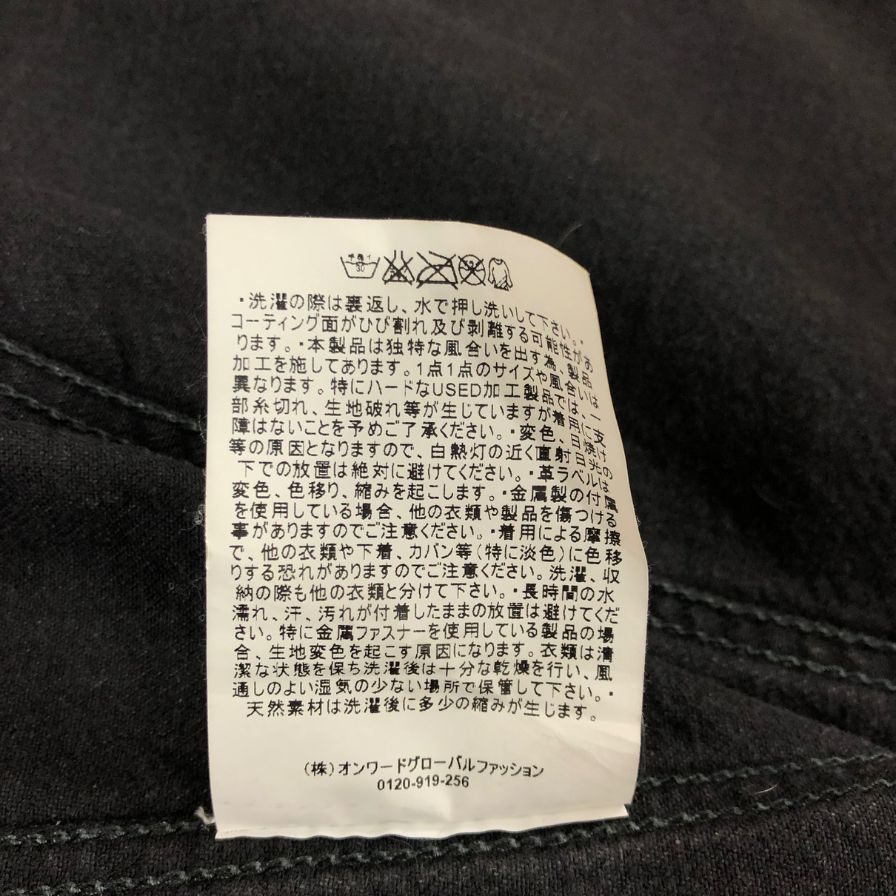 手洗イ
30
・洗濯の際は裏返し、水で押し洗いして下さい。・
コーティング面がひび割れ及び剥離する可能性があ
ります。・本製品は独特な風合いを出す為、製品
加工を施してあります。1点1点のサイズや風合いは
異なります。特にハードなUSED加工製品では、一
部糸切れ、生地破れ等が生じていますが着用に支
障はないことを予めご了承ください。・変色、日焼け
等の原因となりますので、白熱灯の近く直射日光の
下での放置は絶対に避けてください。・革ラベルは
変色、色移り、縮みを起こします。・金属製の付属
を使用している場合、他の衣類や製品を傷つける
事がありますのでご注意ください。・着用による摩擦
で、他の衣類や下着、カバン等(特に淡色)に色移
りする恐れがありますのでご注意ください。洗濯、収
納の際も他の衣類と分けて下さい。・長時間の水
濡れ、汗、汚れが付着したままの放置は避けてくだ
さい。特に金属ファスナーを使用している製品の場
合、生地変色を起こす原因になります。衣類は清
潔な状態を保ち洗濯後は十分な乾燥を行い、風
通しのよい湿気の少ない場所で保管して下さい。・
天然素材は洗濯後に多少の縮みが生じます。
(株)オンワードグローバルファッション
0120-919-256